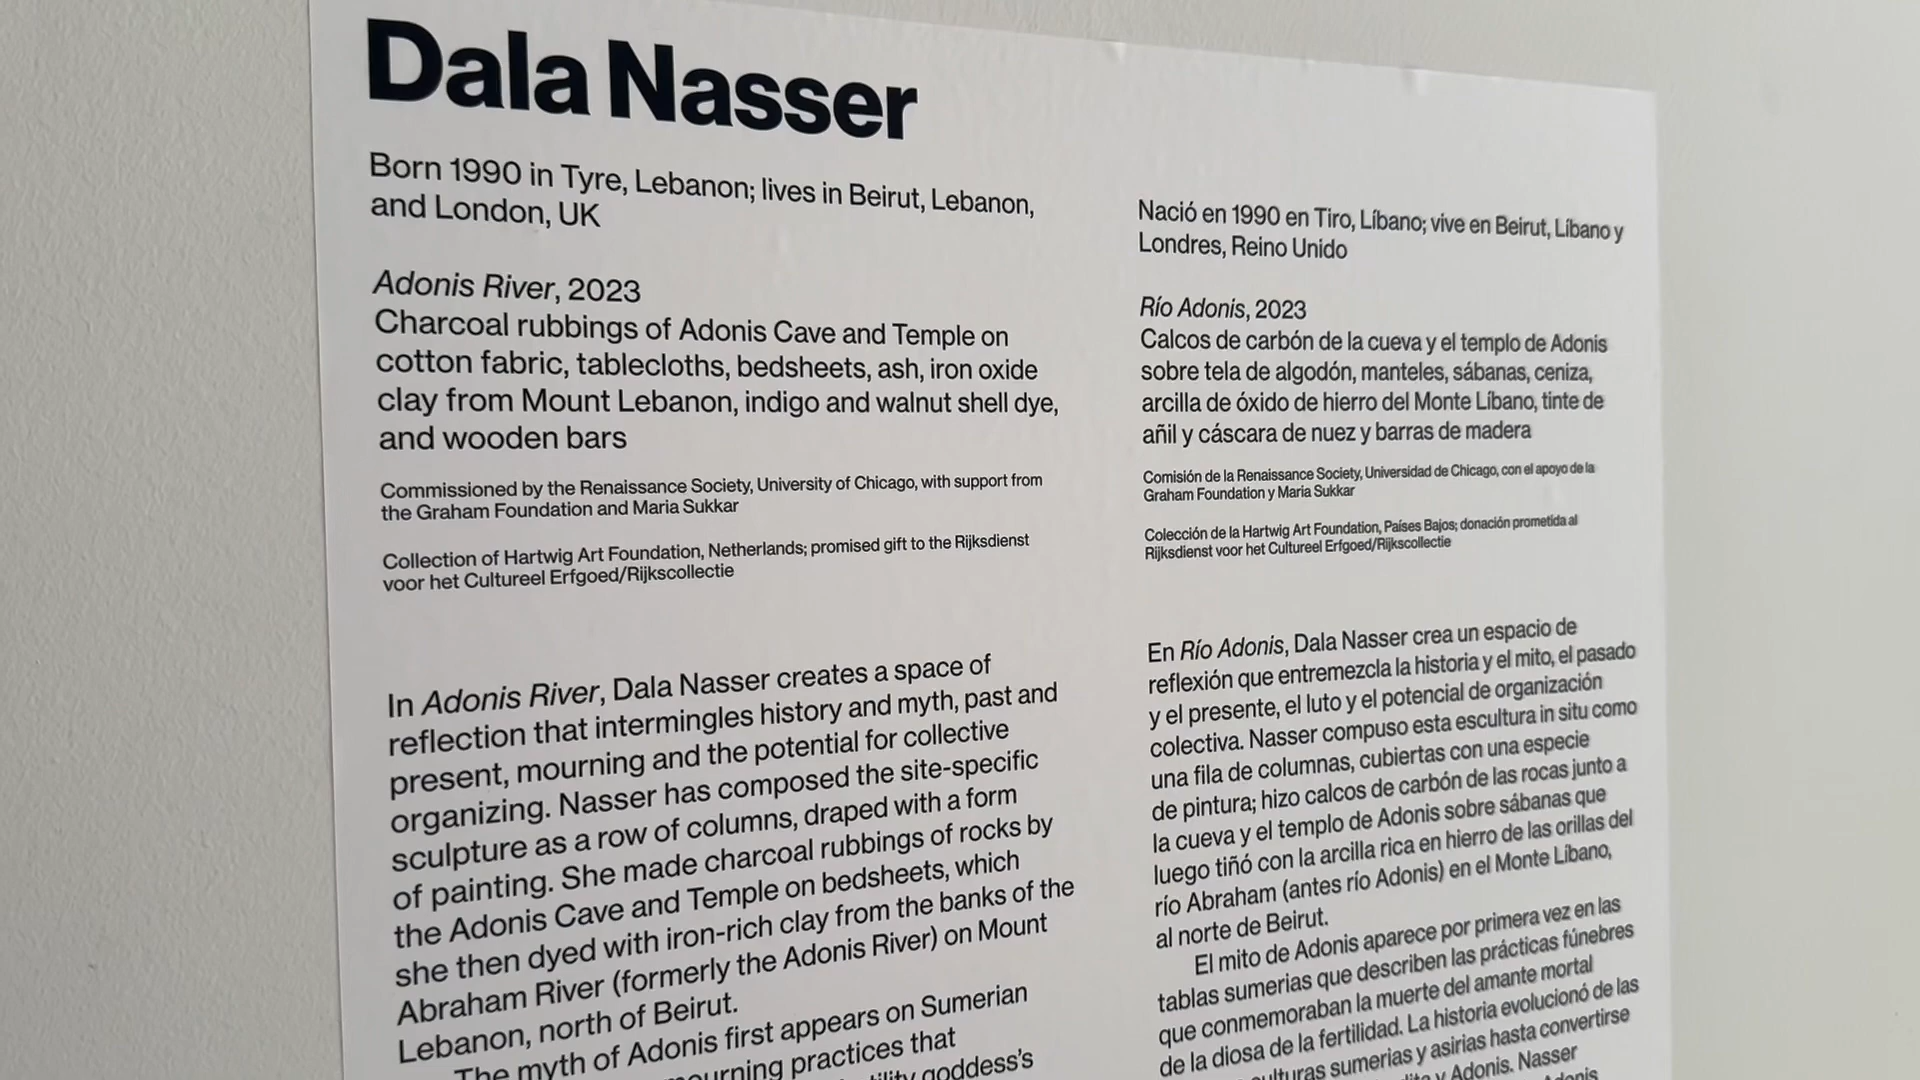 Dala Nasser
Born 1990 in Tyre, Lebanon; lives in Beirut, Lebanon,
and London, UK
Adonis River, 2023
Charcoal rubbings of Adonis Cave and Temple on
cotton fabric, tablecloths, bedsheets, ash, iron oxide
clay from Mount Lebanon, indigo and walnut shell dye,
and wooden bars
Commissioned by the Renaissance Society, University of Chicago, with support from
the Graham Foundation and Maria Sukkar
Collection of Hartwig Art Foundation, Netherlands; promised gift to the Rijksdienst
voor het Cultureel Erfgoed/Rijkscollectie
In Adonis River, Dala Nasser creates a space of
reflection that intermingles history and myth, past and
present, mourning and the potential for collective
organizing. Nasser has composed the site-specific
sculpture as a row of columns, draped with a form
of painting. She made charcoal rubbings of rocks by
the Adonis Cave and Temple on bedsheets, which
she then dyed with iron-rich clay from the banks of the
Abraham River (formerly the Adonis River) on Mount
Lebanon, north of Beirut.
The myth of Adonis first appears on Sumerian
mourning practices that
goddess's
Nació en 1990 en Tiro, Líbano; vive en Beirut, Líbano y
Londres, Reino Unido
Río Adonis, 2023
Calcos de carbón de la cueva y el templo de Adonis
sobre tela de algodón, manteles, sábanas, ceniza,
arcilla de óxido de hierro del Monte Líbano, tinte de
añil y cáscara de nuez y barras de madera
Comisión de la Renaissance Society, Universidad de Chicago, con el apoyo de la
Graham Foundation y Maria Sukkar
Colección de la Hartwig Art Foundation, Países Bajos; donación prometida al
Rijksdienst voor het Cultureel Erfgoed/Rijkscollectie
En Río Adonis, Dala Nasser crea un espacio de
reflexión que entremezcla la historia y el mito, el pasado
y el presente, el luto y el potencial de organización
colectiva. Nasser compuso esta escultura in situ como
una fila de columnas, cubiertas con una especie
de pintura; hizo calcos de carbón de las rocas junto a
la cueva y el templo de Adonis sobre sábanas que
luego tiñó con la arcilla rica en hierro de las orillas del
río Abraham (antes río Adonis) en el Monte Líbano,
al norte de Beirut.
El mito de Adonis aparece por primera vez en las
tablas sumerias que describen las prácticas fúnebres
que conmemoraban la muerte del amante mortal
de la diosa de la fertilidad. La historia evolucionó de las
culturas sumerias y asirias hasta convertirse
y Adonis. Nasser
Adonis